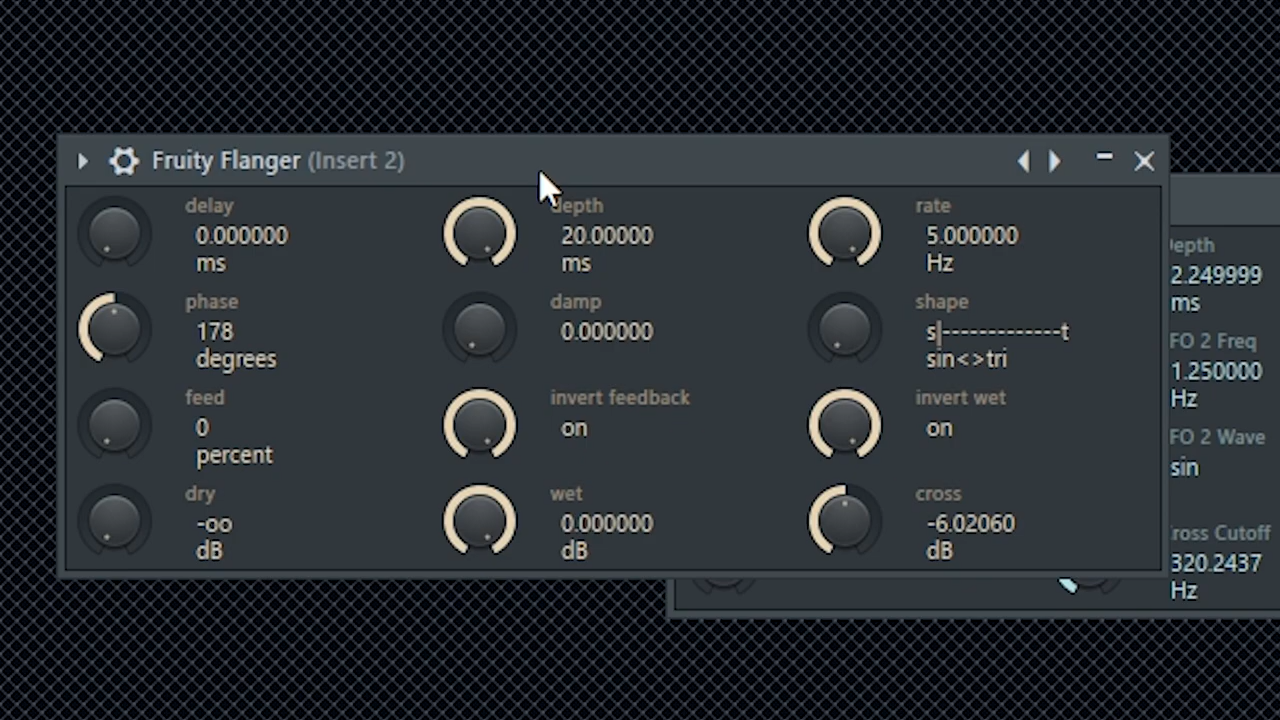 Fruity Flanger (Insert 2)
delay
0.000000
ms
depth
20.00000
ms
rate
5.000000
Hz
phase
178
degrees
damp
0.000000
shape
s|-------------t
sin<>tri
feed
0
percent
invert feedback
on
invert wet
on
dry
-oo
dB
wet
0.000000
dB
cross
-6.02060
dB
epth
2.249999
ms
FO 2 Freq
1.250000
Hz
FO 2 Wave
sin
ross Cutoff
320.2437
Hz